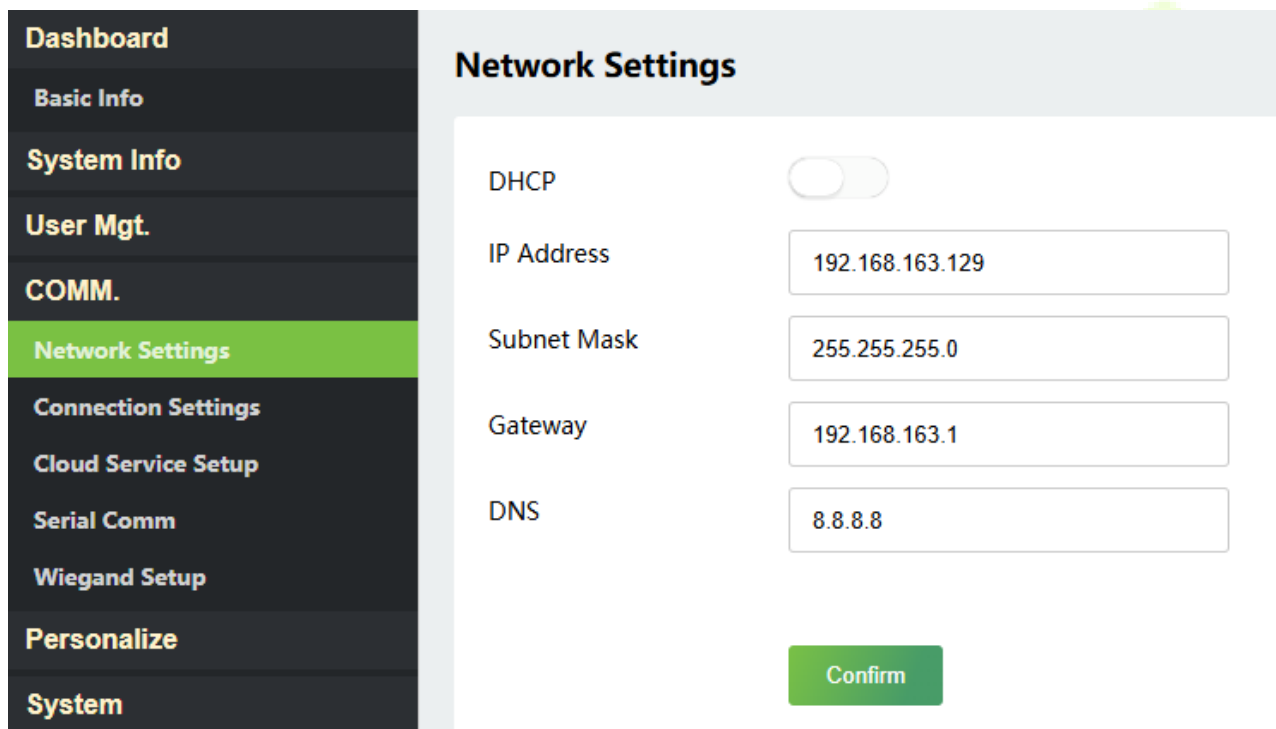 Dashboard
Basic Info
System Info
User Mgt.
COMM.
Network Settings
Connection Settings
Cloud Service Setup
Serial Comm
Wiegand Setup
Personalize
System
Network Settings
DHCP
IP Address 192.168.163.129
Subnet Mask 255.255.255.0
Gateway 192.168.163.1
DNS 8.8.8.8
Confirm